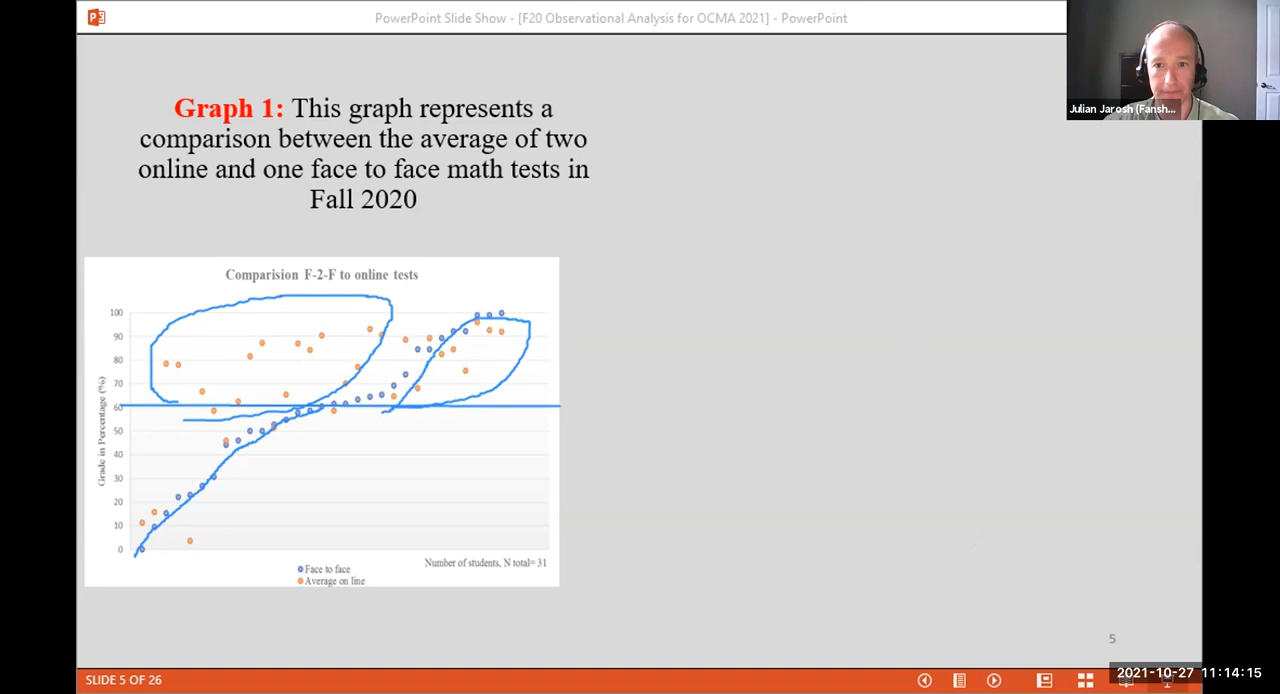 PowerPoint Slide Show - [F20 Observational Analysis for OCMA 2021] - PowerPoint
Julian Jarosh (Fansh...
Graph 1: This graph represents a
comparison between the average of two
online and one face to face math tests in
Fall 2020
Comparision F-2-F to online tests
Grade in Percentage (%)
100
90
80
70
60
50
40
30
20
10
0
Number of students, N total= 31
Face to face
Average on line
5
SLIDE 5 OF 26
2021-10-27 11:14:15